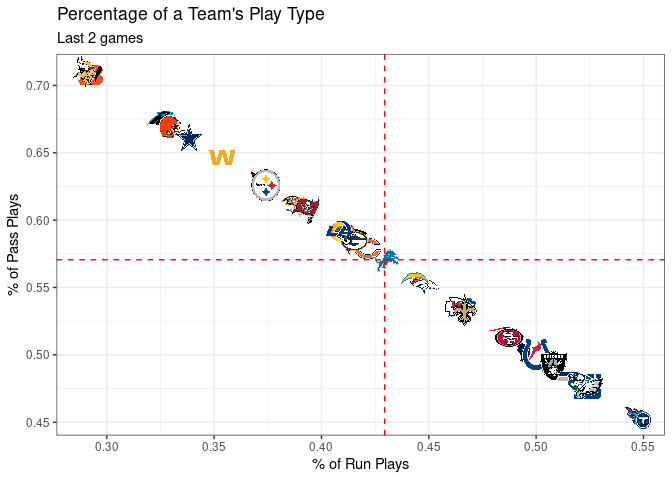 Percentage of a Team's Play Type
Last 2 games
% of Pass Plays
0.70
0.65
0.60
0.55
0.50
0.45
W
LA
T
0.30
0.35
0.40
0.45
0.50
0.55
% of Run Plays